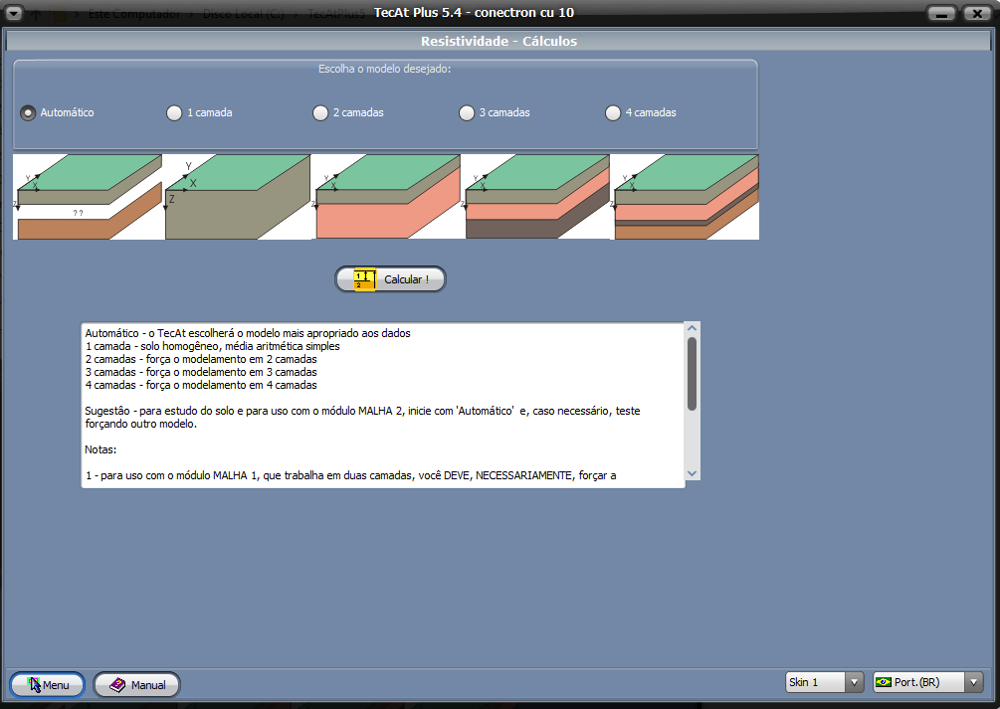 Este Computador > Disco Local (C:) > TecAtPlus5
TecAt Plus 5.4 - conectron cu 10
Resistividade - Cálculos
Escolha o modelo desejado:
Automático
1 camada
2 camadas
3 camadas
4 camadas
Y X Z ? ?
Y X Z
Y X Z
Y X Z
Y X Z
1 2 Calcular !
Automático - o TecAt escolherá o modelo mais apropriado aos dados
1 camada - solo homogêneo, média aritmética simples
2 camadas - força o modelamento em 2 camadas
3 camadas - força o modelamento em 3 camadas
4 camadas - força o modelamento em 4 camadas
Sugestão - para estudo do solo e para uso com o módulo MALHA 2, inicie com 'Automático' e, caso necessário, teste
forçando outro modelo.
Notas:
1 - para uso com o módulo MALHA 1, que trabalha em duas camadas, você DEVE, NECESSARIAMENTE, forçar a
Menu
Manual
Skin 1
Port.(BR)